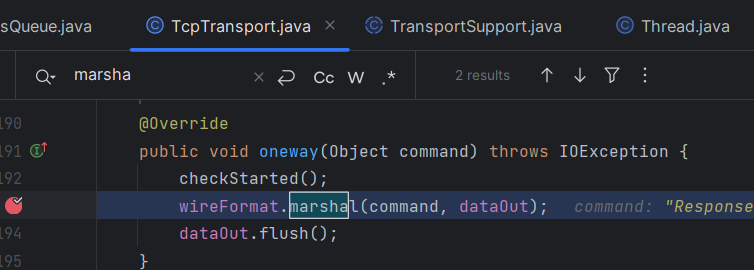 sQueue.java TcpTransport.java TransportSupport.java Thread.java
marsha Cc W .* 2 results
190 @Override
191 public void oneway(Object command) throws IOException {
192 checkStarted();
wireFormat.marshal(command, dataOut); command: "Response
194 dataOut.flush();
195 }